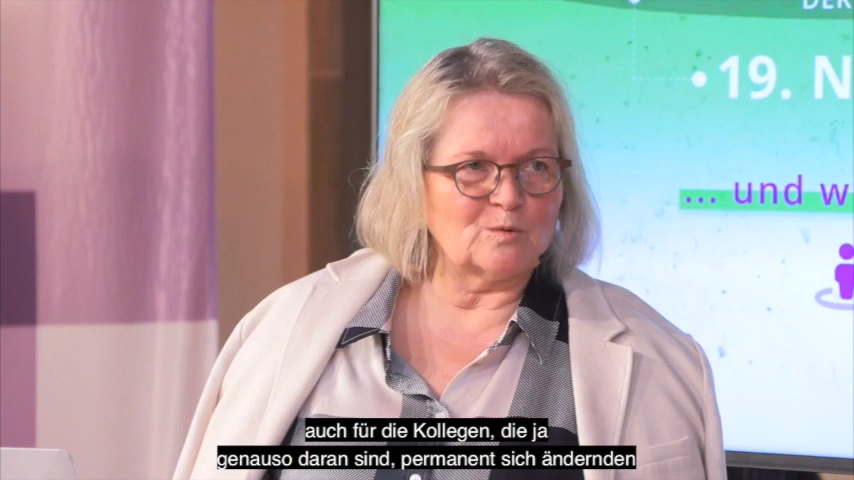 DER
19. N
... und w
auch für die Kollegen, die ja
genauso daran sind, permanent sich ändernden